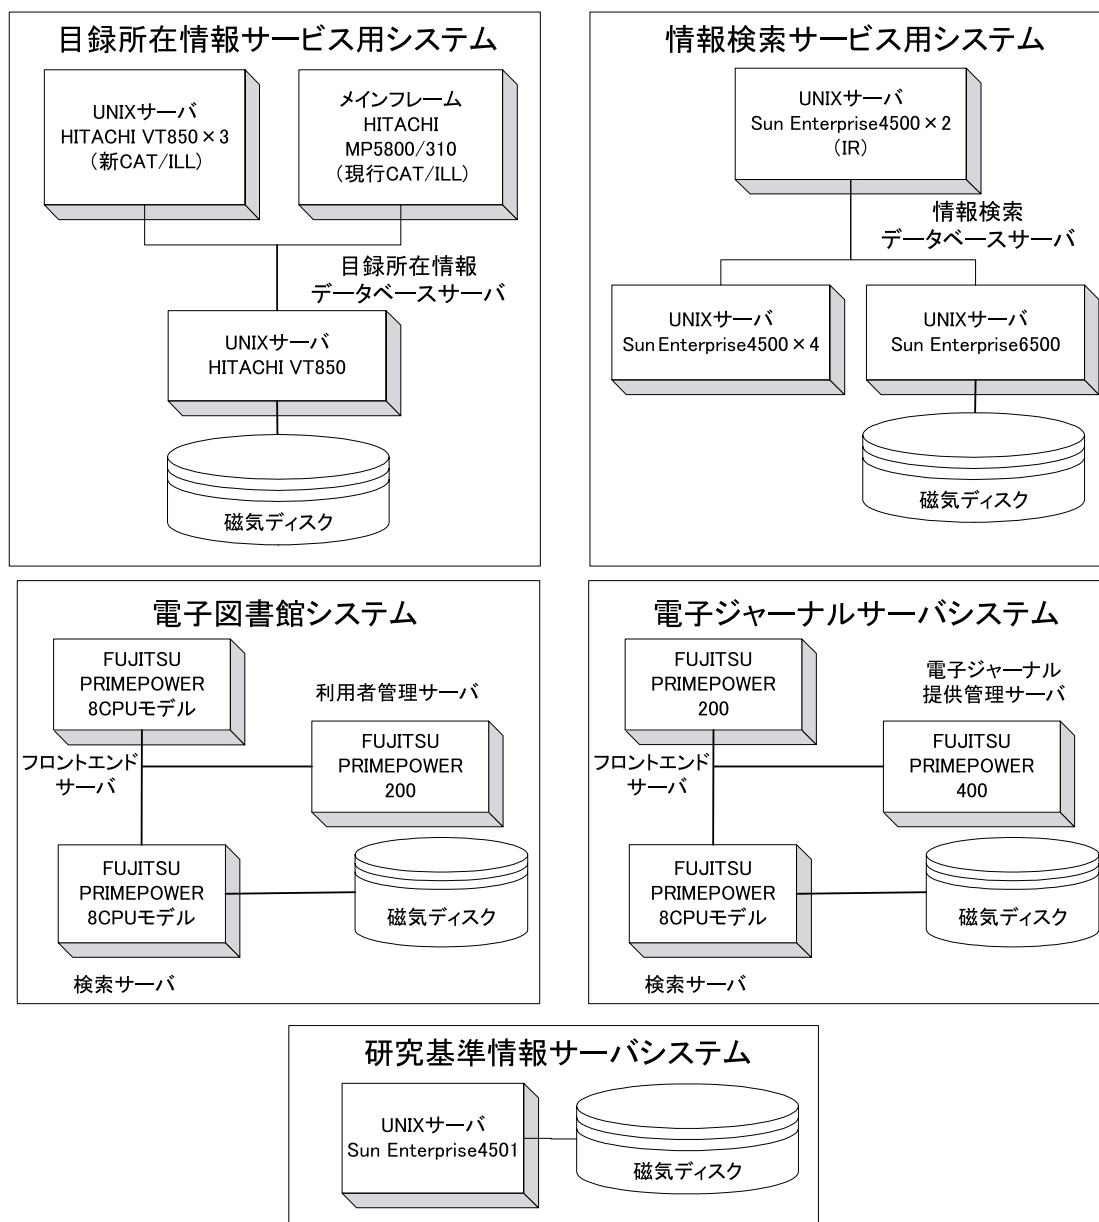 目録所在情報サービス用システム
UNIXサーバ
HITACHI VT850×3
(新CAT/ILL)
メインフレーム
HITACHI
MP5800/310
(現行CAT/ILL)
目録所在情報
データベースサーバ
UNIXサーバ
HITACHI VT850
磁気ディスク
情報検索サービス用システム
UNIXサーバ
Sun Enterprise4500×2
(IR)
情報検索
データベースサーバ
UNIXサーバ
Sun Enterprise4500×4
UNIXサーバ
Sun Enterprise6500
磁気ディスク
電子図書館システム
FUJITSU
PRIMEPOWER
8CPUモデル
利用者管理サーバ
フロントエンド
サーバ
FUJITSU
PRIMEPOWER
200
FUJITSU
PRIMEPOWER
8CPUモデル
磁気ディスク
検索サーバ
電子ジャーナルサーバシステム
FUJITSU
PRIMEPOWER
200
電子ジャーナル
提供管理サーバ
フロントエンド
サーバ
FUJITSU
PRIMEPOWER
400
FUJITSU
PRIMEPOWER
8CPUモデル
磁気ディスク
検索サーバ
研究基準情報サーバシステム
UNIXサーバ
Sun Enterprise4501
磁気ディスク